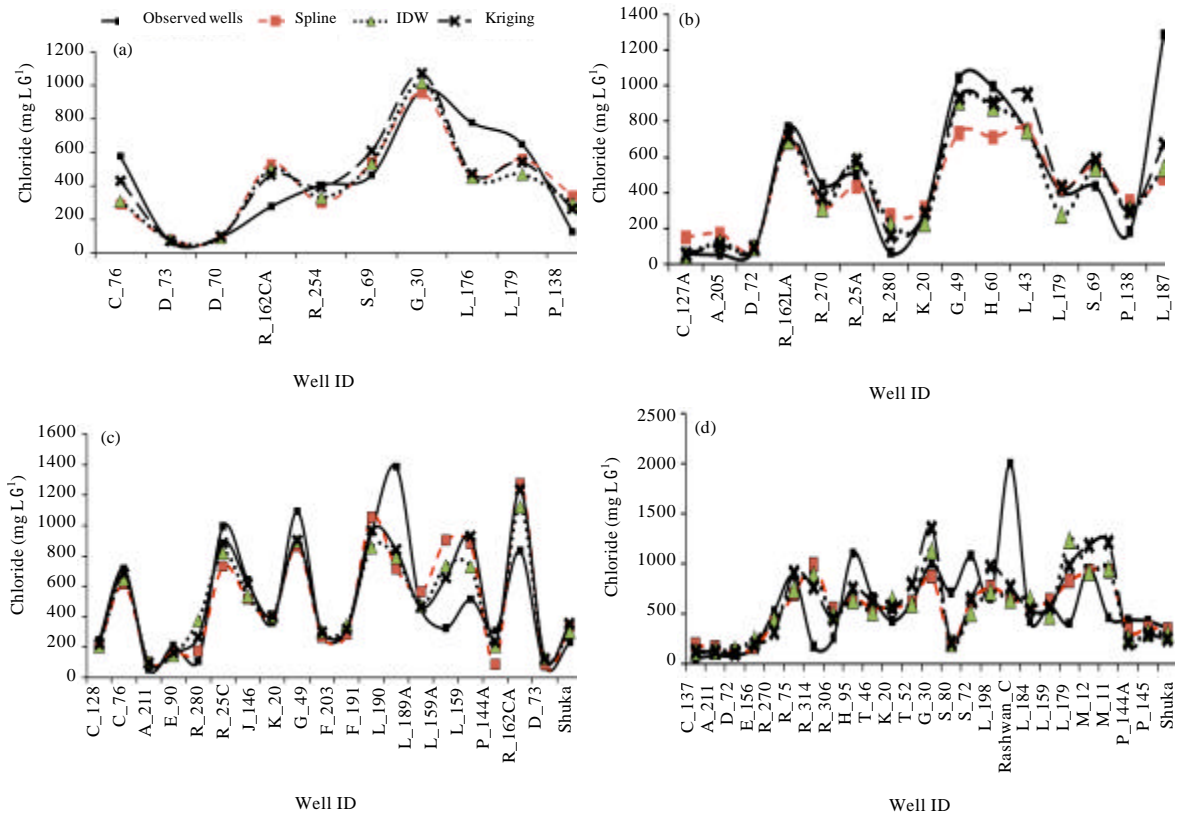 Observed wells Spline IDW Kriging
(a)
1200
1000
800
600
400
200
0
Chloride (mg LG¹)
C_76
D_73
D_70
R_162CA
R_254
S_69
G_30
L_176
L_179
P_138
Well ID
(b)
1400
1200
1000
800
600
400
200
0
Chloride (mg LG¹)
C_127A
A_205
D_72
R_162LA
R_270
R_25A
R_280
K_20
G_49
H_60
L_43
L_179
S_69
P_138
L_187
Well ID
(c)
1600
1400
1200
1000
800
600
400
200
0
Chloride (mg LG¹)
C_128
C_76
A_211
E_90
R_280
R_25C
J_146
K_20
G_49
F_203
F_191
L_190
L_189A
L_159A
L_159
P_144A
R_162CA
D_73
Shuka
Well ID
(d)
2500
2000
1500
1000
500
0
Chloride (mg LG¹)
C_137
A_211
D_72
E_156
R_270
R_75
R_314
R_306
H_95
T_46
K_20
T_52
G_30
S_80
S_72
L_198
Rashwan_C
L_184
L_159
L_179
M_12
M_11
P_144A
P_145
Shuka
Well ID